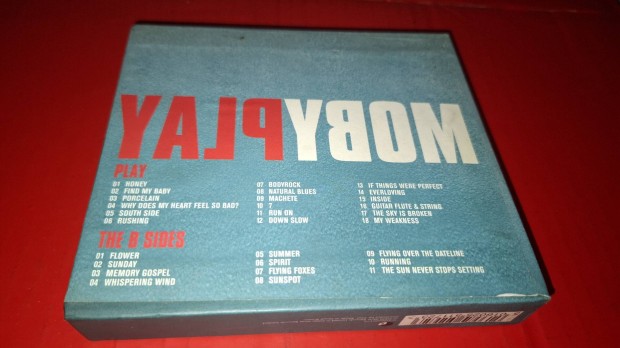 MOBYPLAY
PLAY
01 HONEY
02 FIND MY BABY
03 PORCELAIN
04 WHY DOES MY HEART FEEL SO BAD?
05 SOUTH SIDE
06 RUSHING
07 BODYROCK
08 NATURAL BLUES
09 MACHETE
10 7
11 RUN ON
12 DOWN SLOW
13 IF THINGS WERE PERFECT
14 EVERLOVING
15 INSIDE
16 GUITAR FLUTE & STRING
17 THE SKY IS BROKEN
18 MY WEAKNESS
THE B SIDES
01 FLOWER
02 SUNDAY
03 MEMORY GOSPEL
04 WHISPERING WIND
05 SUMMER
06 SPIRIT
07 FLYING FOXES
08 SUNSPOT
09 FLYING OVER THE DATELINE
10 RUNNING
11 THE SUN NEVER STOPS SETTING